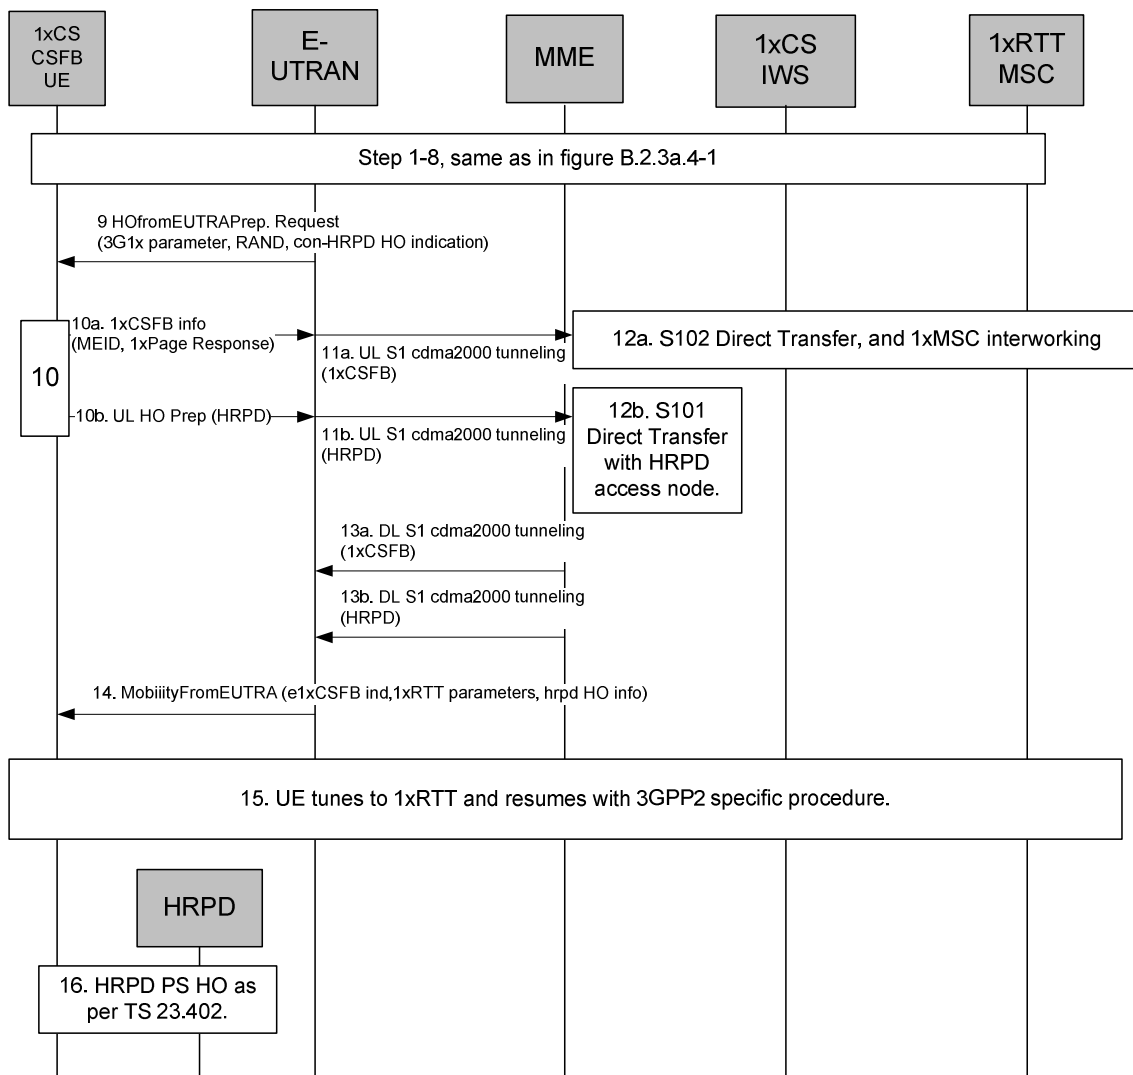 1xCS
CSFB
UE
E-
UTRAN
MME
1xCS
IWS
1xRTT
MSC
Step 1-8, same as in figure B.2.3a.4-1
9 HOfromEUTRAPrep. Request
(3G1x parameter, RAND, con-HRPD HO indication)
10
10a. 1xCSFB info
(MEID, 1xPage Response)
11a. UL S1 cdma2000 tunneling
(1xCSFB)
12a. S102 Direct Transfer, and 1xMSC interworking
10b. UL HO Prep (HRPD)
11b. UL S1 cdma2000 tunneling
(HRPD)
12b. S101
Direct Transfer
with HRPD
access node.
13a. DL S1 cdma2000 tunneling
(1xCSFB)
13b. DL S1 cdma2000 tunneling
(HRPD)
14. MobiiityFromEUTRA (e1xCSFB ind,1xRTT parameters, hrpd HO info)
15. UE tunes to 1xRTT and resumes with 3GPP2 specific procedure.
HRPD
16. HRPD PS HO as
per TS 23.402.